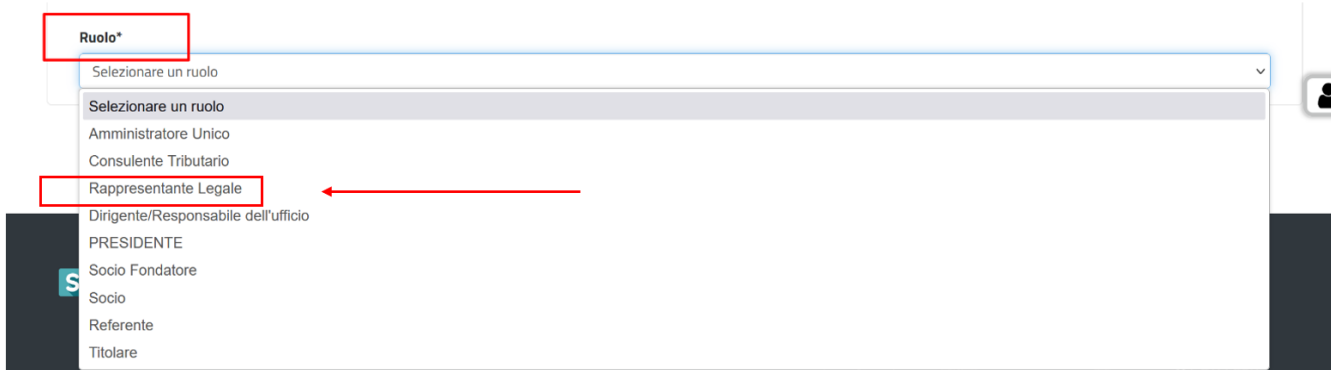 Ruolo*
Selezionare un ruolo
Selezionare un ruolo
Amministratore Unico
Consulente Tributario
Rappresentante Legale
Dirigente/Responsabile dell'ufficio
PRESIDENTE
Socio Fondatore
S
Socio
Referente
Titolare